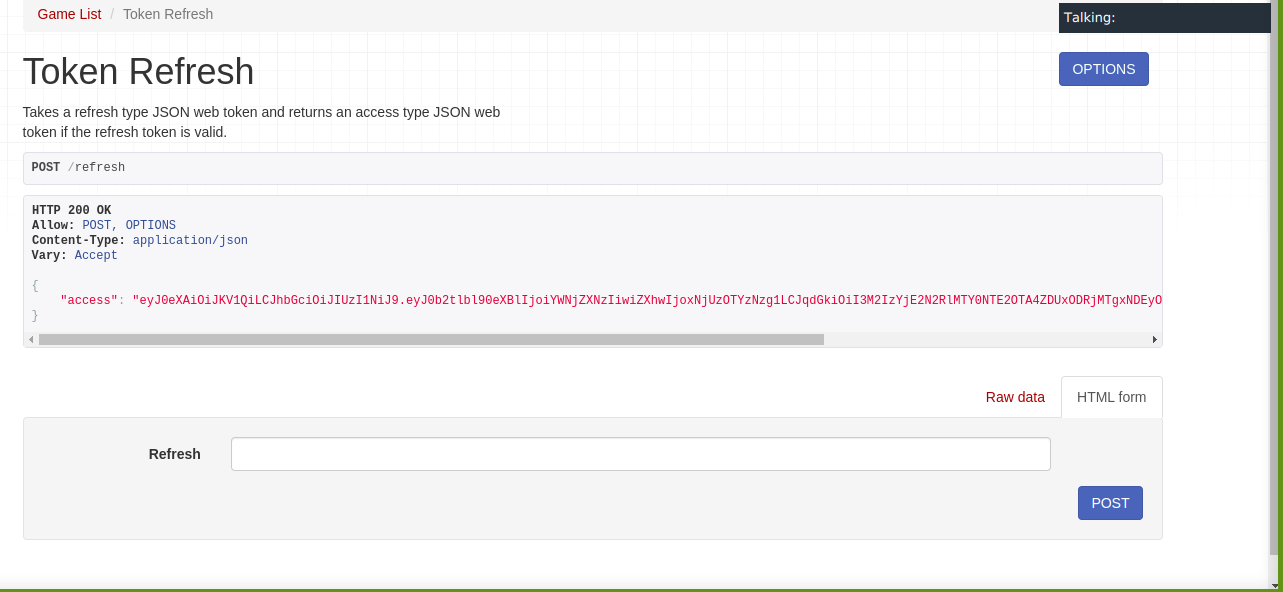 Game List / Token Refresh
Talking:
Token Refresh
OPTIONS
Takes a refresh type JSON web token and returns an access type JSON web
token if the refresh token is valid.
POST /refresh
HTTP 200 OK
Allow: POST, OPTIONS
Content-Type: application/json
Vary: Accept
{
"access": "eyJ0eXAiOiJKV1QiLCJhbGciOiJIUzI1NiJ9.eyJ0b2tlbl90eXBlIjoiYWNjZXNzIiwiZXhwIjoxNjUzOTYzNzg1LCJqdGkiOiI3M2IzYjE2N2RlMTY0NTE2OTA4ZDUxODRjMTgxNDEyO
}
Raw data
HTML form
Refresh
POST